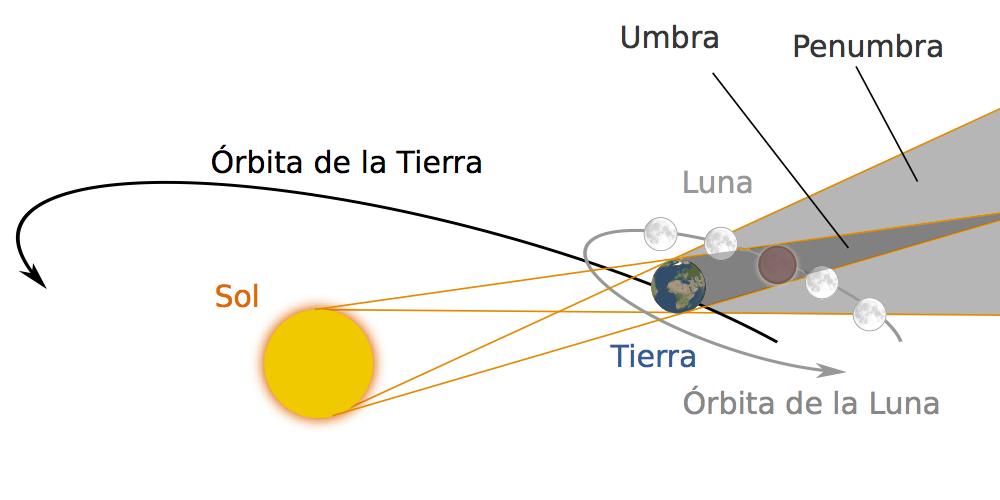 Umbra
Penumbra
Órbita de la Tierra
Luna
Sol
Tierra
Órbita de la Luna